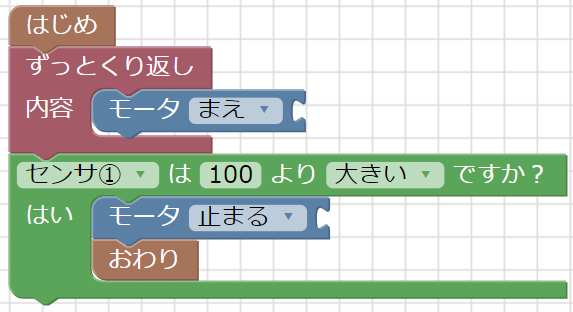 はじめ
ずっとくり返し
内容 モータ まえ
センサ① は 100 より 大きい ですか？
はい モータ 止まる
おわり